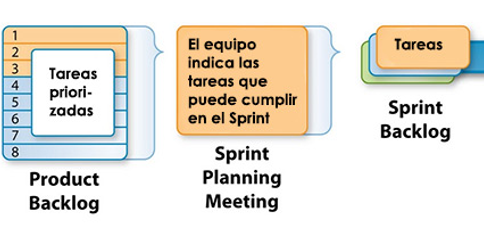 1
2
3
4
5
6
7
8
Tareas
priori-
zadas
Product
Backlog
El equipo
indica las
tareas que
puede cumplir
en el Sprint
Sprint
Planning
Meeting
Tareas
Sprint
Backlog